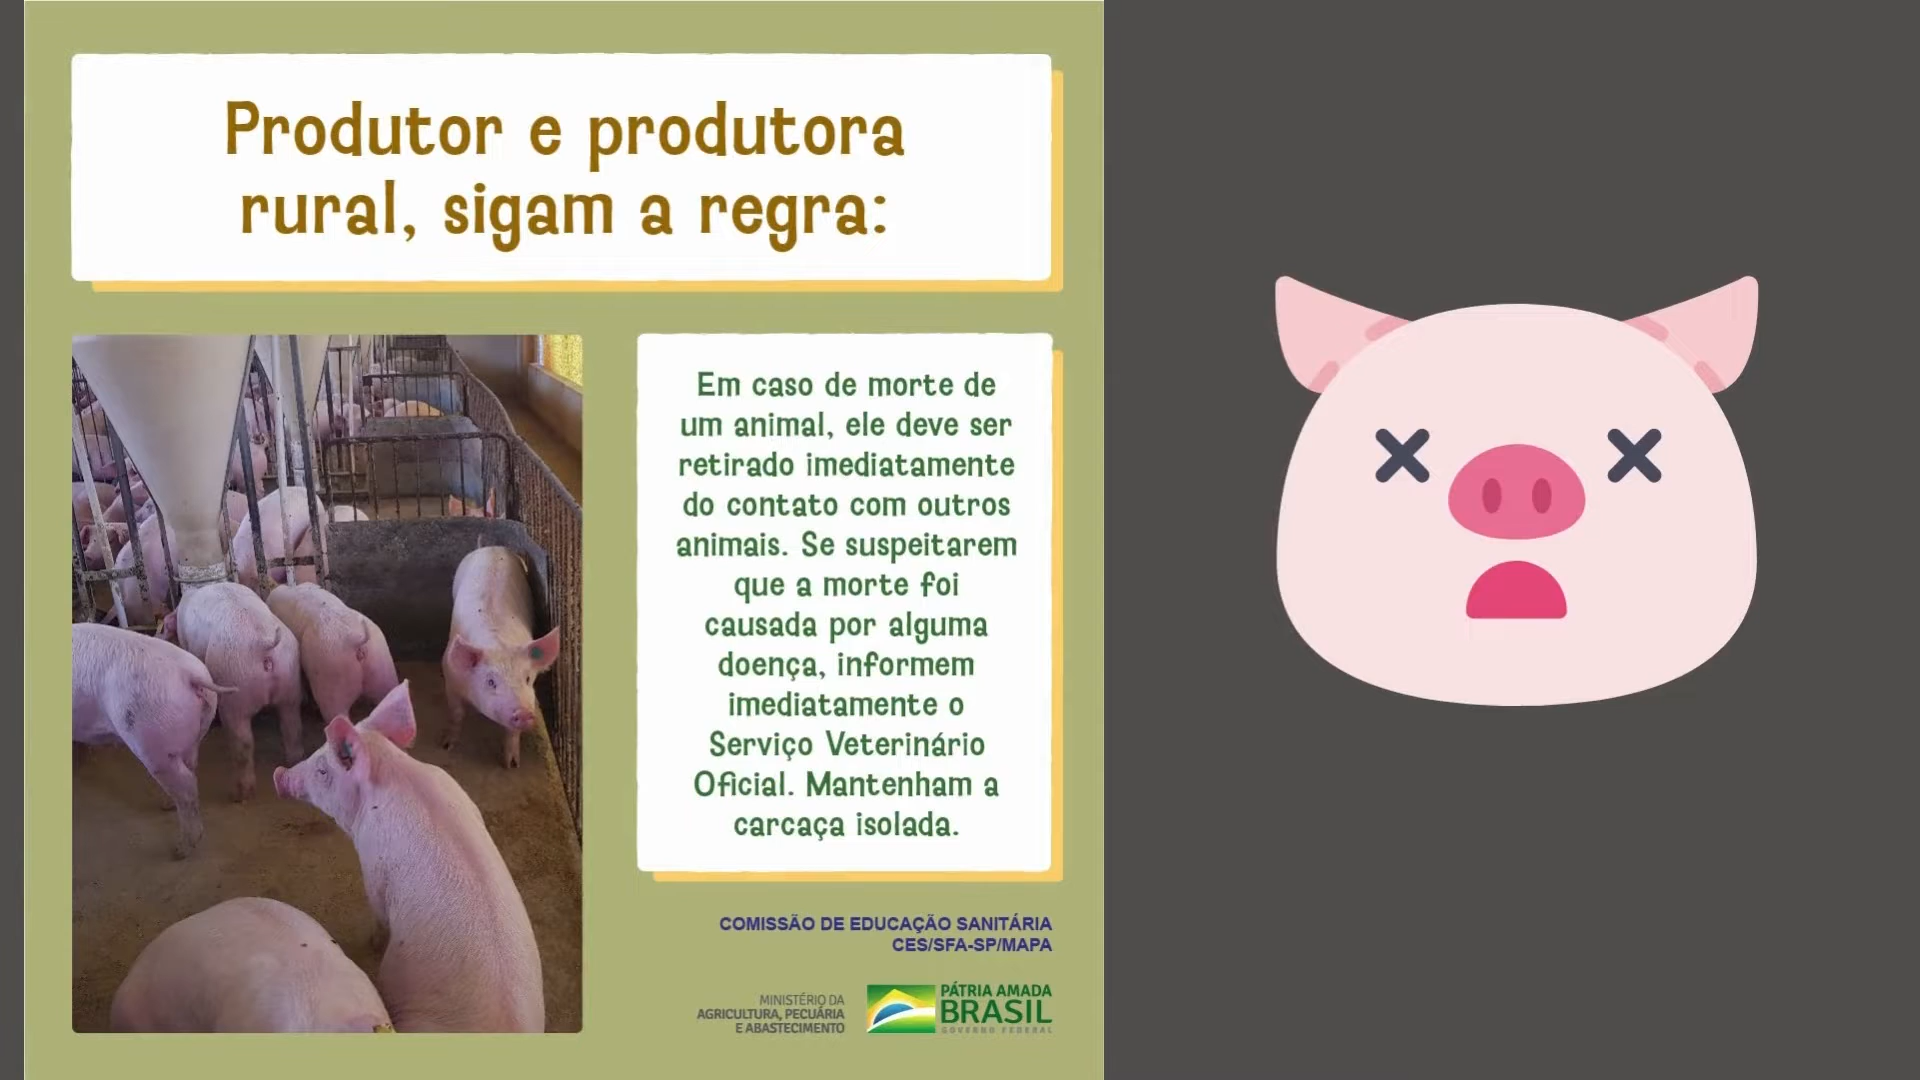 Produtor e produtora
rural, sigam a regra:
Em caso de morte de
um animal, ele deve ser
retirado imediatamente
do contato com outros
animais. Se suspeitarem
que a morte foi
causada por alguma
doença, informem
imediatamente o
Serviço Veterinário
Oficial. Mantenham a
carcaça isolada.
COMISSÃO DE EDUCAÇÃO SANITÁRIA
CES/SFA-SP/MAPA
MINISTÉRIO DA
AGRICULTURA, PECUÁRIA
E ABASTECIMENTO
PÁTRIA AMADA
BRASIL
GOVERNO FEDERAL